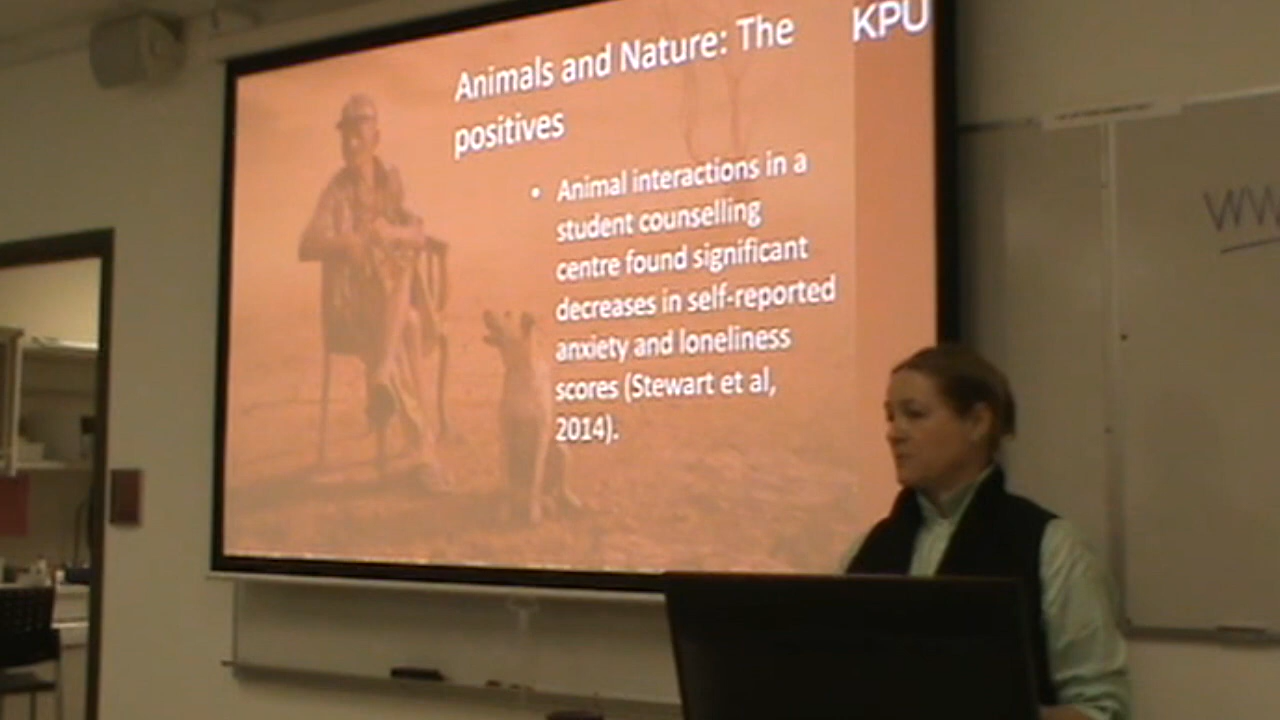 Animals and Nature: The
positives
KPU
• Animal interactions in a
student counselling
centre found significant
decreases in self-reported
anxiety and loneliness
scores (Stewart et al,
2014).